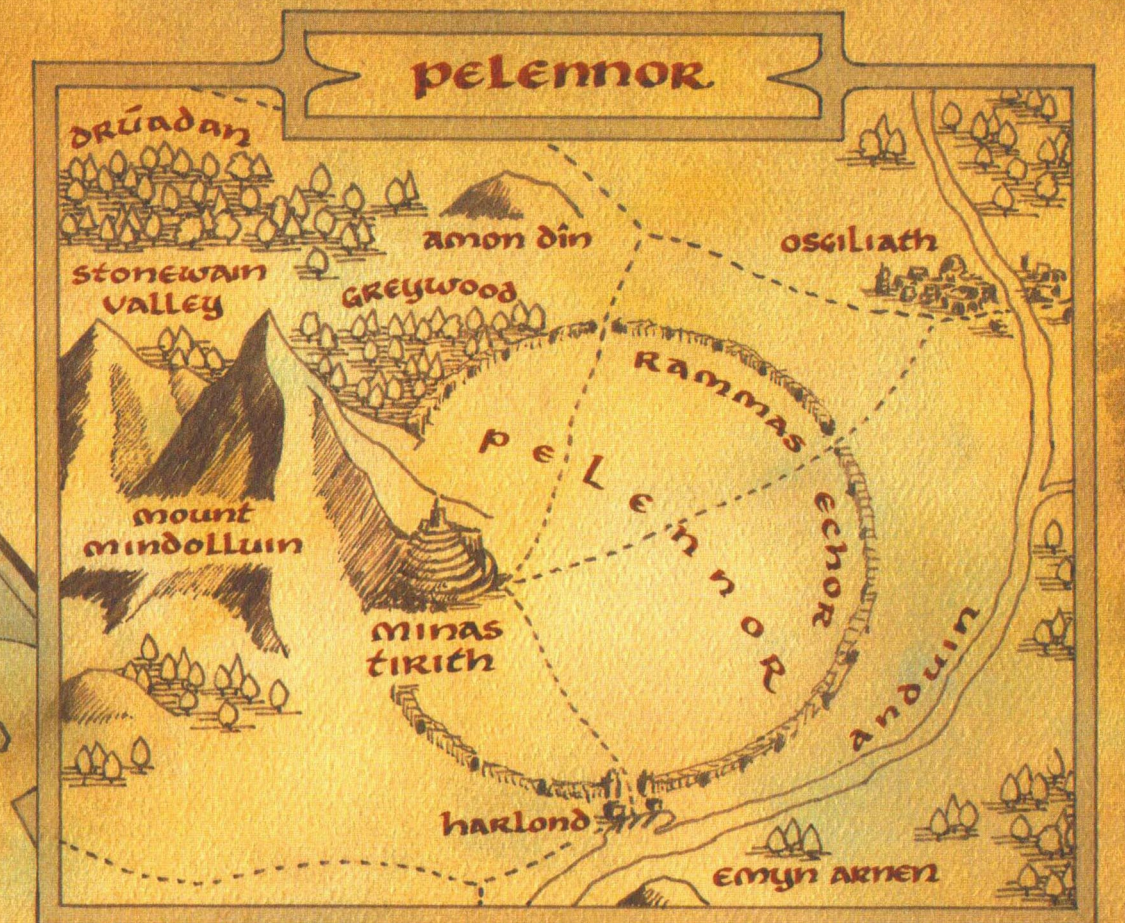 PELENNOR
DRÚADAN
AMON DÎN
OSGILIATH
STONEWAIN
VALLEY
GREYWOOD
RAMMAS
ECHOR
PELENNOR
MOUNT
MINDOLLUIN
MINAS
TIRITH
ANDUIN
HARLOND
EMYN ARNEN